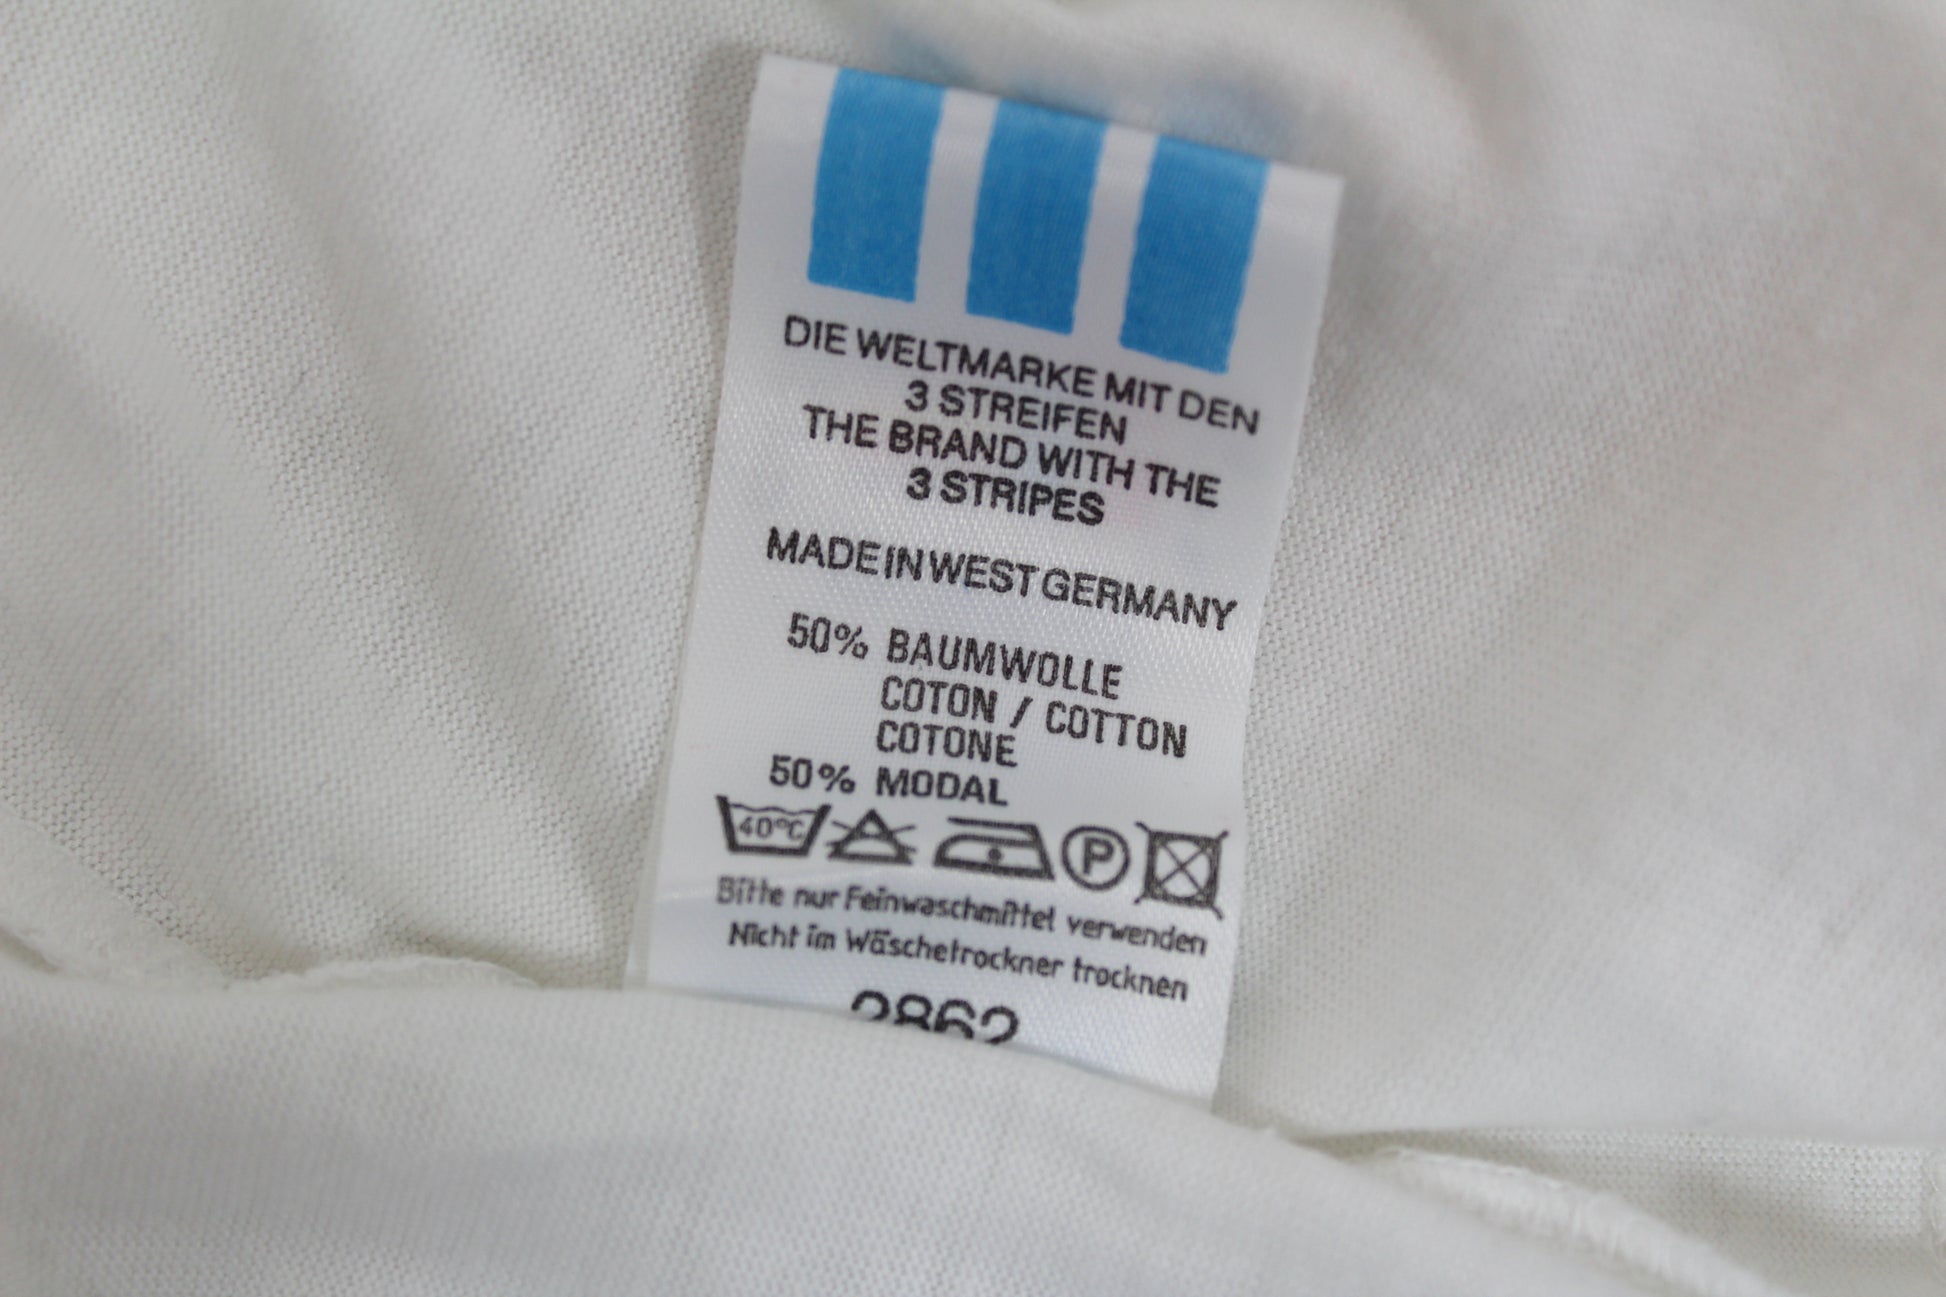 DIE WELTMARKE MIT DEN
3 STREIFEN
THE BRAND WITH THE
3 STRIPES
MADE IN WEST GERMANY
50% BAUMWOLLE
COTON / COTTON
COTONE
50% MODAL
40°C P
Bitte nur Feinwaschmittel verwenden
Nicht im Wäschetrockner trocknen
2862